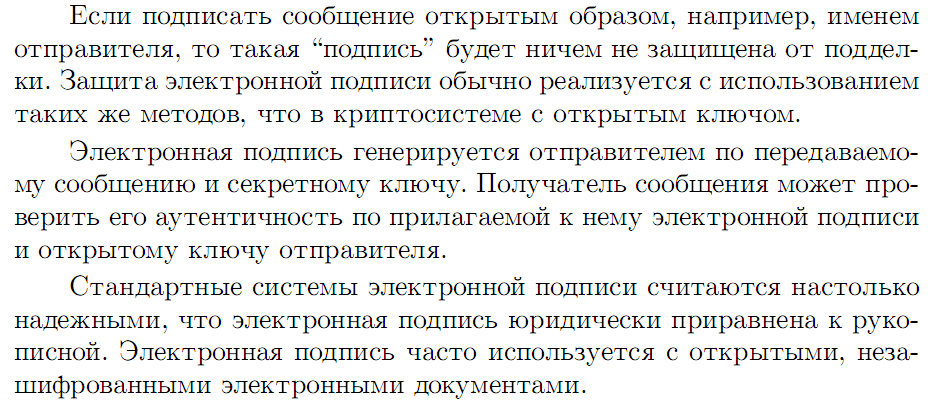 Если подписать сообщение открытым образом, например, именем
отправителя, то такая “подпись” будет ничем не защищена от поддел-
ки. Защита электронной подписи обычно реализуется с использованием
таких же методов, что в криптосистеме с открытым ключом.
Электронная подпись генерируется отправителем по передаваемо-
му сообщению и секретному ключу. Получатель сообщения может про-
верить его аутентичность по прилагаемой к нему электронной подписи
и открытому ключу отправителя.
Стандартные системы электронной подписи считаются настолько
надежными, что электронная подпись юридически приравнена к руко-
писной. Электронная подпись часто используется с открытыми, неза-
шифрованными электронными документами.